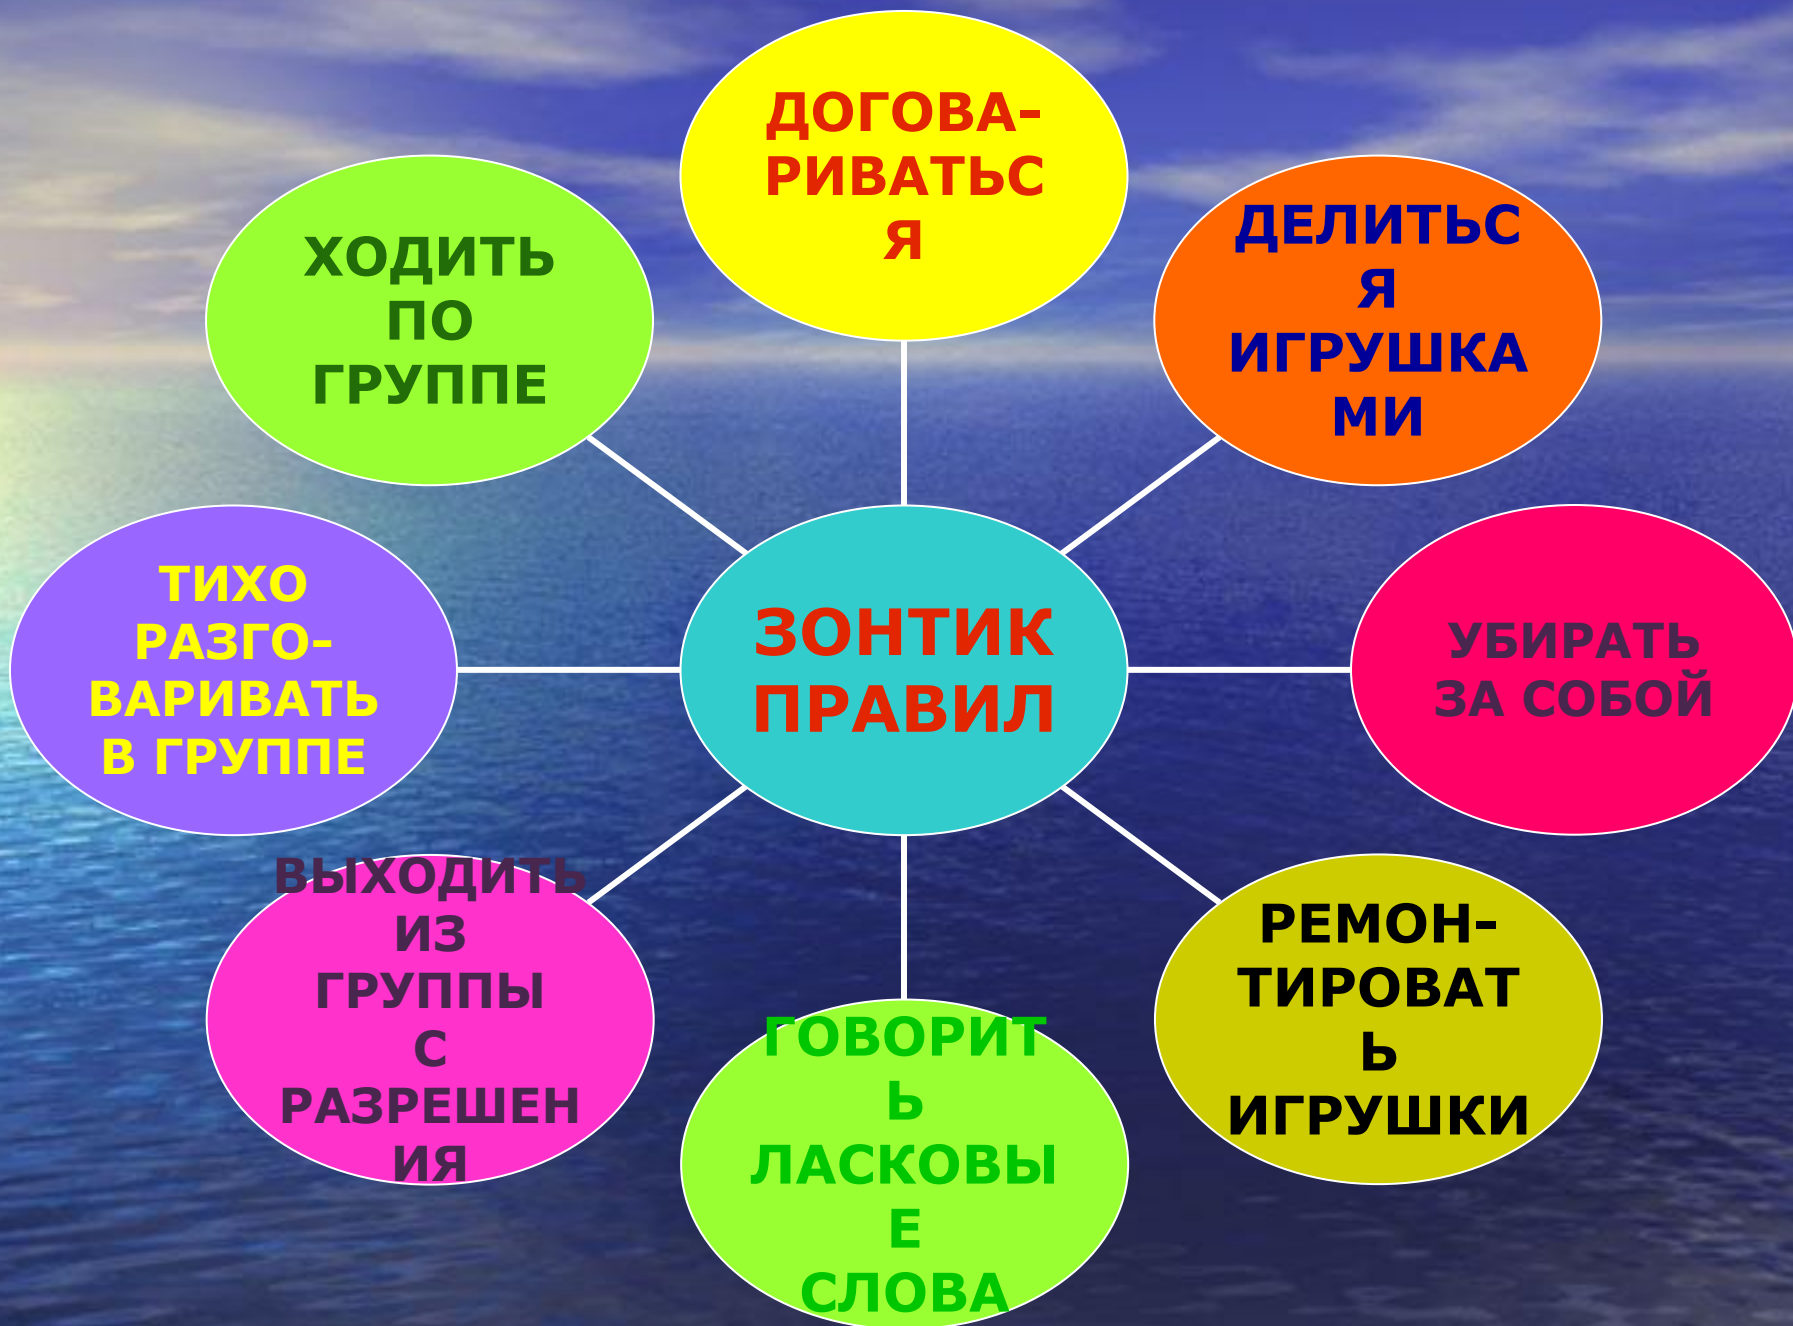 ДОГОВА-
РИВАТЬС
Я
ДЕЛИТЬС
Я
ИГРУШКА
МИ
УБИРАТЬ
ЗА СОБОЙ
РЕМОН-
ТИРОВАТ
Ь
ИГРУШКИ
ГОВОРИТ
Ь
ЛАСКОВЫ
Е
СЛОВА
ВЫХОДИТЬ
ИЗ
ГРУППЫ
С
РАЗРЕШЕН
ИЯ
ТИХО
РАЗГО-
ВАРИВАТЬ
В ГРУППЕ
ХОДИТЬ
ПО
ГРУППЕ
ЗОНТИК
ПРАВИЛ